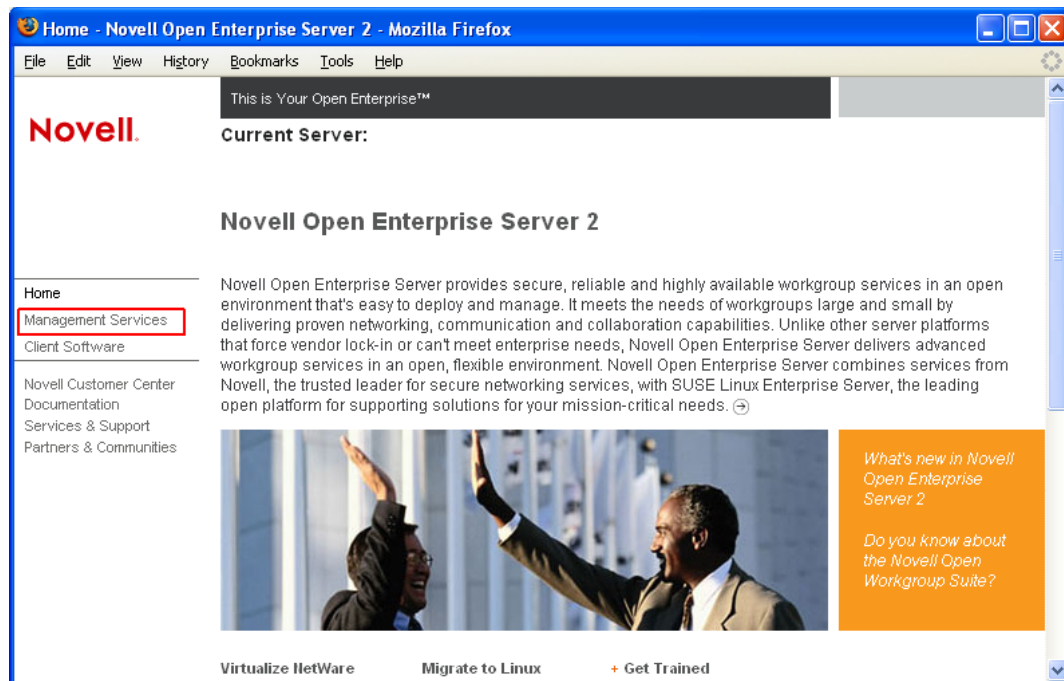 Home - Novell Open Enterprise Server 2 - Mozilla Firefox
File Edit View History Bookmarks Tools Help
This is Your Open Enterprise™
Novell.
Current Server:
Novell Open Enterprise Server 2
Home
Management Services
Client Software
Novell Customer Center
Documentation
Services & Support
Partners & Communities
Novell Open Enterprise Server provides secure, reliable and highly available workgroup services in an open
environment that's easy to deploy and manage. It meets the needs of workgroups large and small by
delivering proven networking, communication and collaboration capabilities. Unlike other server platforms
that force vendor lock-in or can't meet enterprise needs, Novell Open Enterprise Server delivers advanced
workgroup services in an open, flexible environment. Novell Open Enterprise Server combines services from
Novell, the trusted leader for secure networking services, with SUSE Linux Enterprise Server, the leading
open platform for supporting solutions for your mission-critical needs.
What's new in Novell
Open Enterprise
Server 2
Do you know about
the Novell Open
Workgroup Suite?
Virtualize NetWare Migrate to Linux + Get Trained